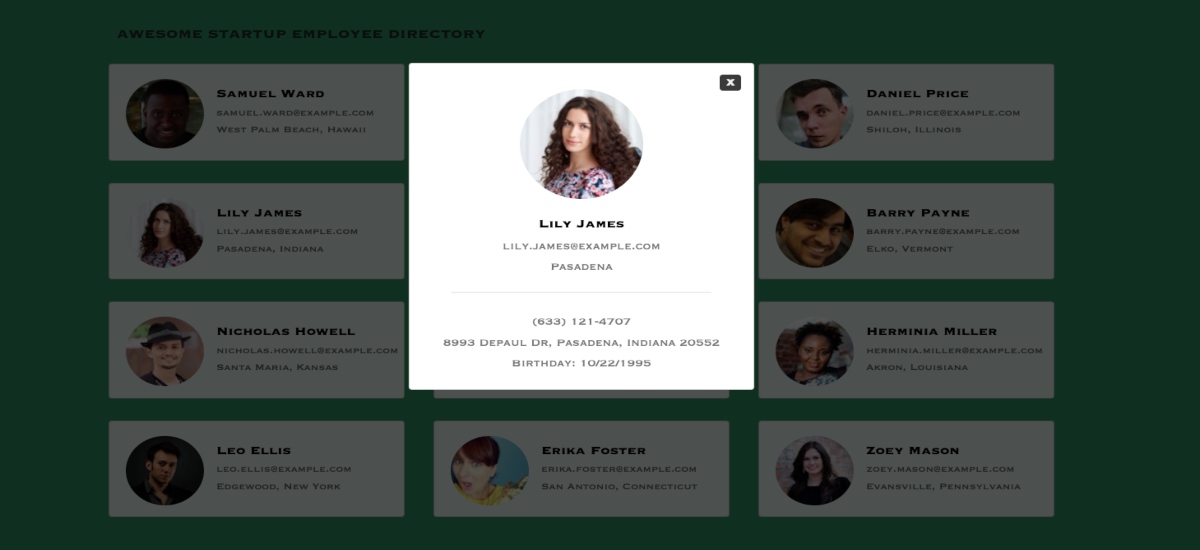 AWESOME STARTUP EMPLOYEE DIRECTORY
SAMUEL WARD
SAMUEL.WARD@EXAMPLE.COM
WEST PALM BEACH, HAWAII
DANIEL PRICE
DANIEL.PRICE@EXAMPLE.COM
SHILOH, ILLINOIS
LILY JAMES
LILY.JAMES@EXAMPLE.COM
PASADENA, INDIANA
X
LILY JAMES
LILY.JAMES@EXAMPLE.COM
PASADENA
(633) 121-4707
8993 DEPAUL DR, PASADENA, INDIANA 20552
BIRTHDAY: 10/22/1995
BARRY PAYNE
BARRY.PAYNE@EXAMPLE.COM
ELKO, VERMONT
NICHOLAS HOWELL
NICHOLAS.HOWELL@EXAMPLE.COM
SANTA MARIA, KANSAS
HERMINIA MILLER
HERMINIA.MILLER@EXAMPLE.COM
AKRON, LOUISIANA
LEO ELLIS
LEO.ELLIS@EXAMPLE.COM
EDGEWOOD, NEW YORK
ERIKA FOSTER
ERIKA.FOSTER@EXAMPLE.COM
SAN ANTONIO, CONNECTICUT
ZOEY MASON
ZOEY.MASON@EXAMPLE.COM
EVANSVILLE, PENNSYLVANIA